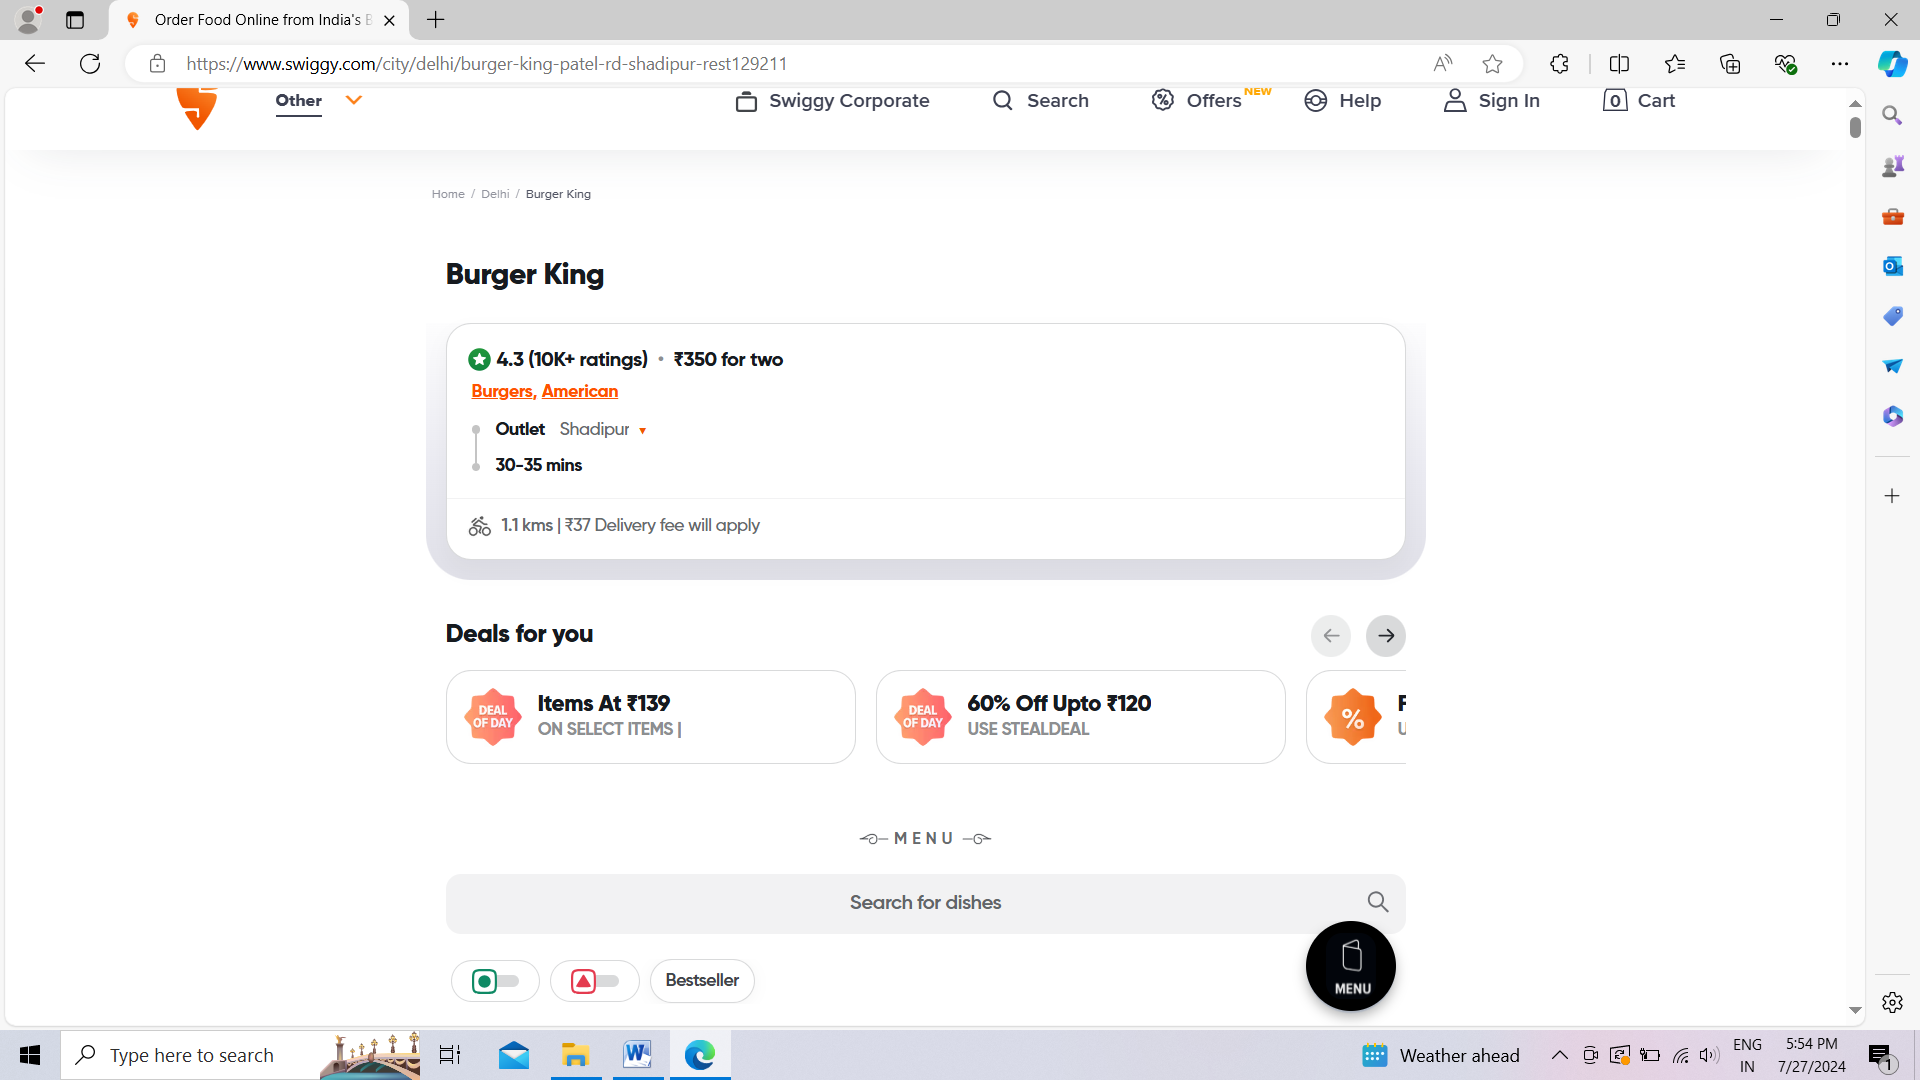 Order Food Online from India's B
https://www.swiggy.com/city/delhi/burger-king-patel-rd-shadipur-rest129211
Other
Swiggy Corporate
Search
Offers NEW
Help
Sign In
0 Cart
Home / Delhi / Burger King
Burger King
4.3 (10K+ ratings) • ₹350 for two
Burgers, American
Outlet Shadipur
30-35 mins
1.1 kms | ₹37 Delivery fee will apply
Deals for you
DEAL OF DAY
Items At ₹139
ON SELECT ITEMS |
DEAL OF DAY
60% Off Upto ₹120
USE STEALDEAL
%
MENU
Search for dishes
Bestseller
MENU
Type here to search
Weather ahead
ENG
IN
5:54 PM
7/27/2024
1